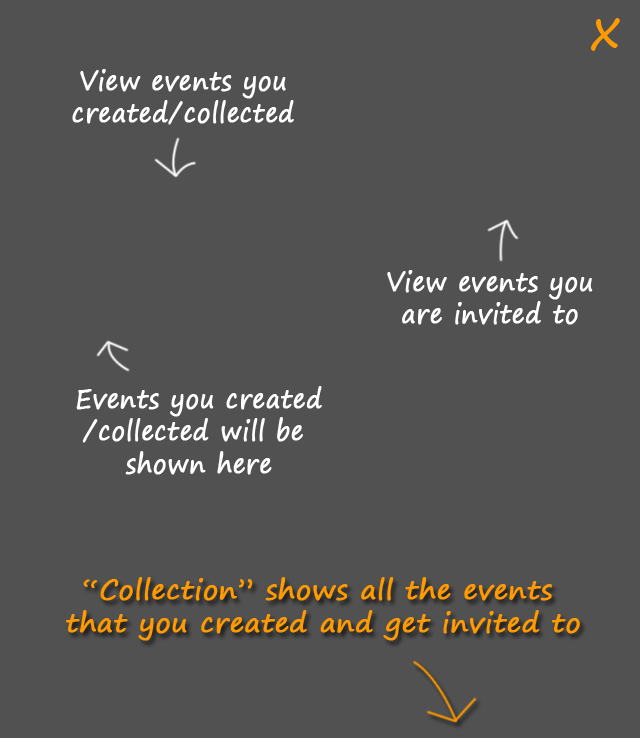 X
View events you
created/collected
View events you
are invited to
Events you created
/collected will be
shown here
“Collection” shows all the events
that you created and get invited to